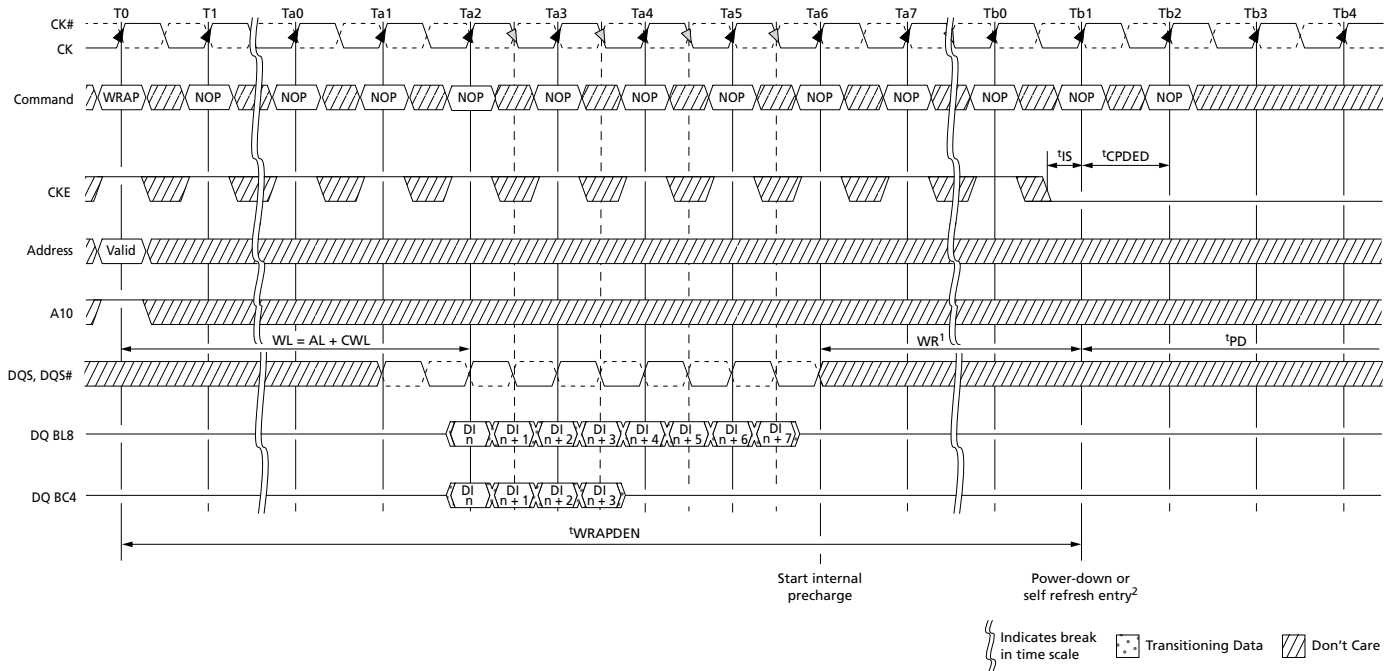 T0 T1 Ta0 Ta1 Ta2 Ta3 Ta4 Ta5 Ta6 Ta7 Tb0 Tb1 Tb2 Tb3 Tb4
CK#
CK
Command WRAP NOP NOP NOP NOP NOP NOP NOP NOP NOP NOP NOP NOP
tIS tCPDED
CKE
Address Valid
A10
WL = AL + CWL WR1 tPD
DQS, DQS#
DQ BL8 DI n DI n + 1 DI n + 2 DI n + 3 DI n + 4 DI n + 5 DI n + 6 DI n + 7
DQ BC4 DI n DI n + 1 DI n + 2 DI n + 3
tWRAPDEN
Start internal
precharge
Power-down or
self refresh entry2
Indicates break
in time scale
Transitioning Data
Don't Care